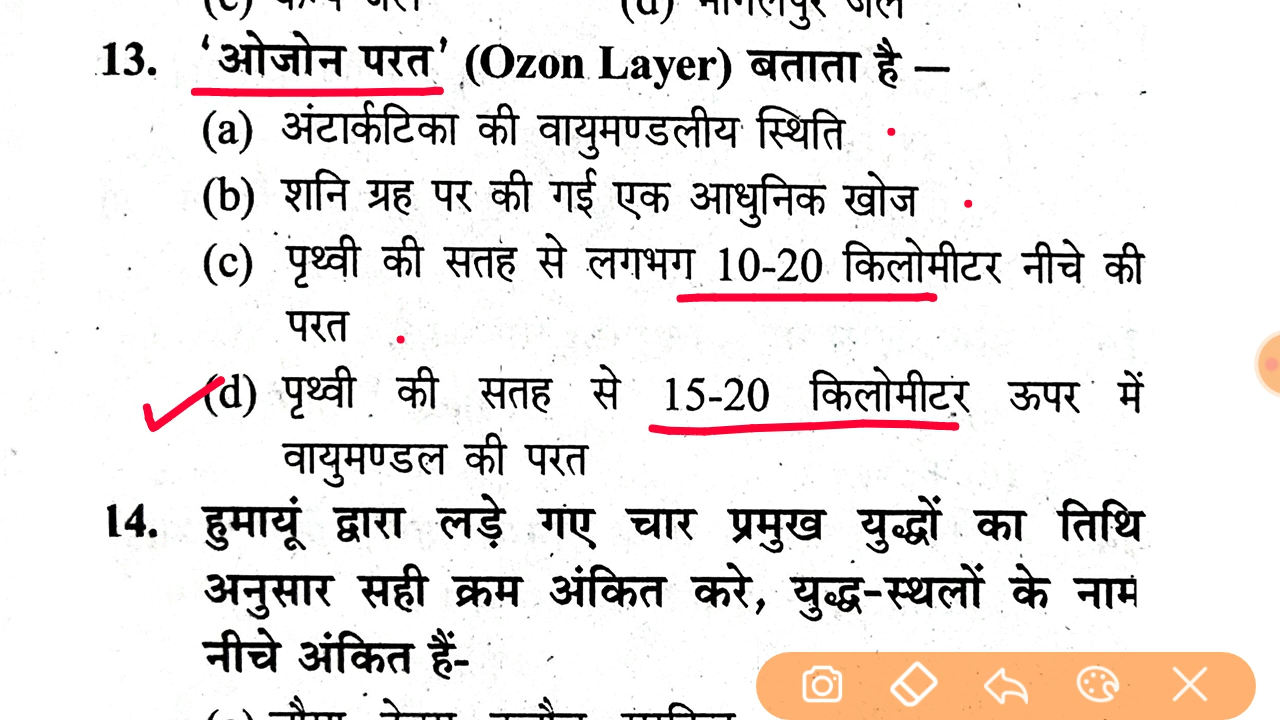 13. 'ओजोन परत' (Ozon Layer) बताता है –
(a) अंटार्कटिका की वायुमण्डलीय स्थिति
(b) शनि ग्रह पर की गई एक आधुनिक खोज
(c) पृथ्वी की सतह से लगभग 10-20 किलोमीटर नीचे की
परत
(d) पृथ्वी की सतह से 15-20 किलोमीटर ऊपर में
वायुमण्डल की परत
14. हुमायूं द्वारा लड़े गए चार प्रमुख युद्धों का तिथि
अनुसार सही क्रम अंकित करे, युद्ध-स्थलों के नाम
नीचे अंकित हैं-